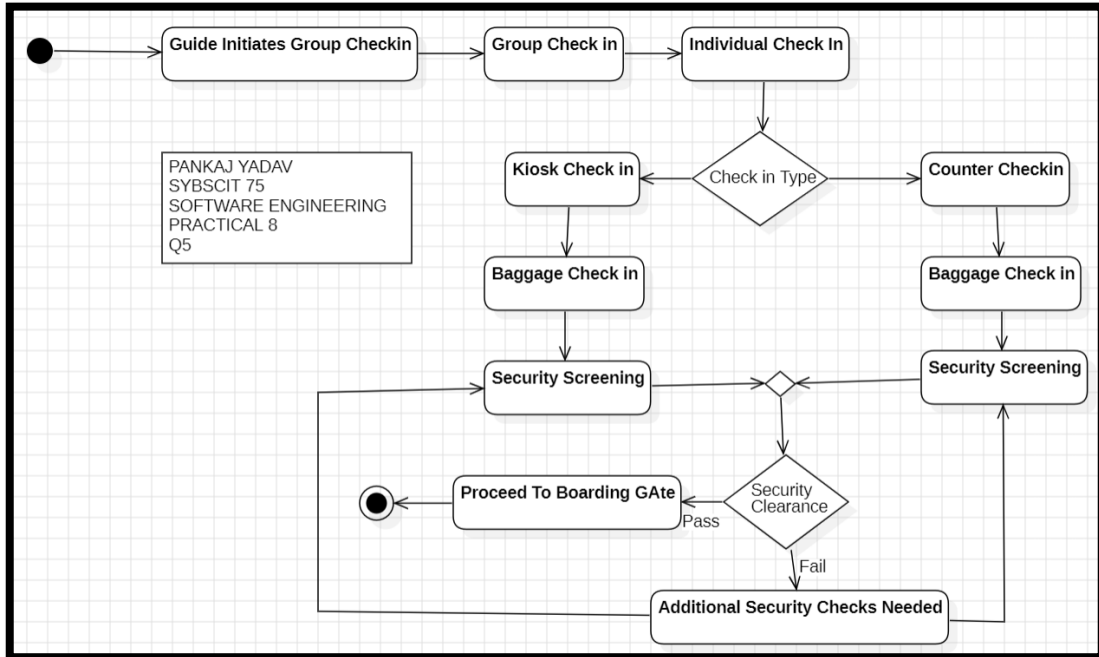 Guide Initiates Group Checkin
Group Check in
Individual Check In
PANKAJ YADAV
SYBSCIT 75
SOFTWARE ENGINEERING
PRACTICAL 8
Q5
Kiosk Check in
Check in Type
Counter Checkin
Baggage Check in
Baggage Check in
Security Screening
Security Screening
Proceed To Boarding GAte
Pass
Security
Clearance
Fail
Additional Security Checks Needed